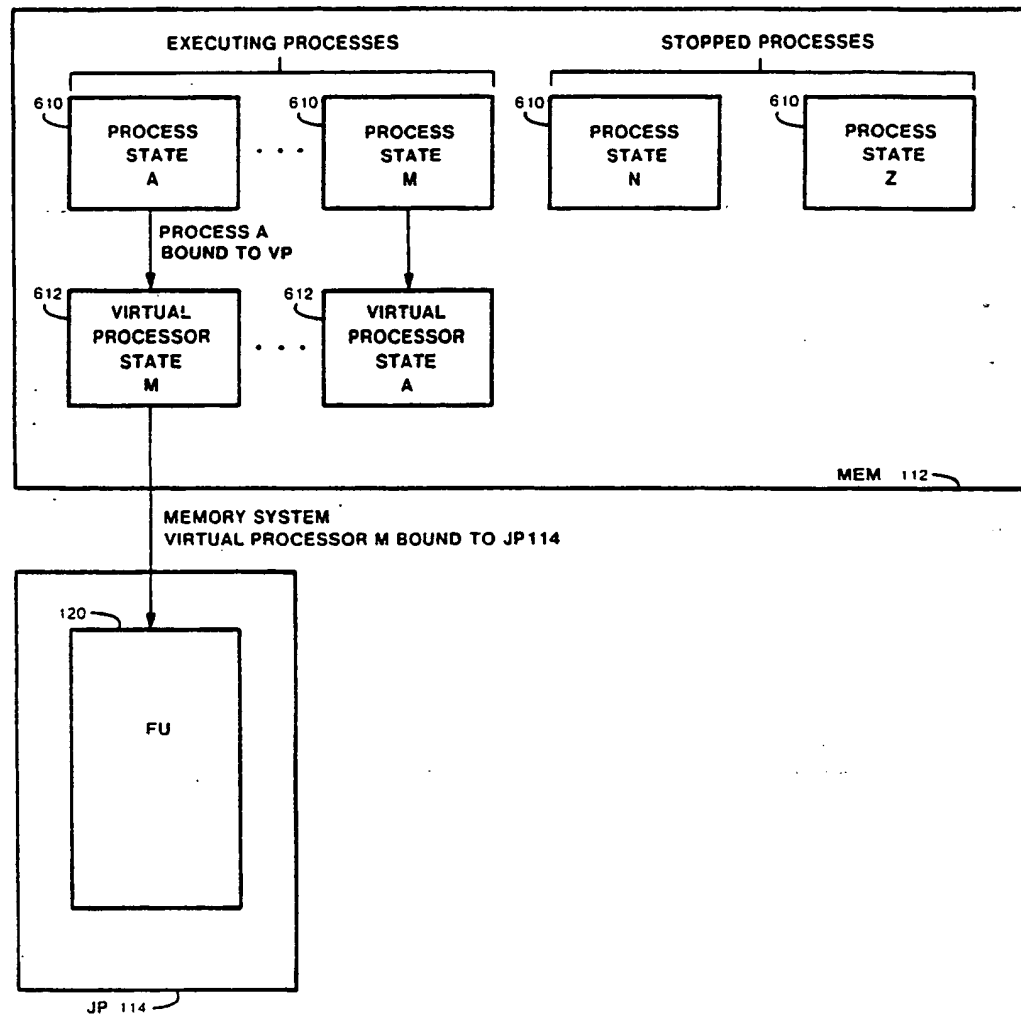 EXECUTING PROCESSES
STOPPED PROCESSES
610
PROCESS
STATE
A
. . .
610
PROCESS
STATE
M
610
PROCESS
STATE
N
610
PROCESS
STATE
Z
PROCESS A
BOUND TO VP
612
VIRTUAL
PROCESSOR
STATE
M
. . .
612
VIRTUAL
PROCESSOR
STATE
A
MEM 112
MEMORY SYSTEM
VIRTUAL PROCESSOR M BOUND TO JP114
120
FU
JP 114